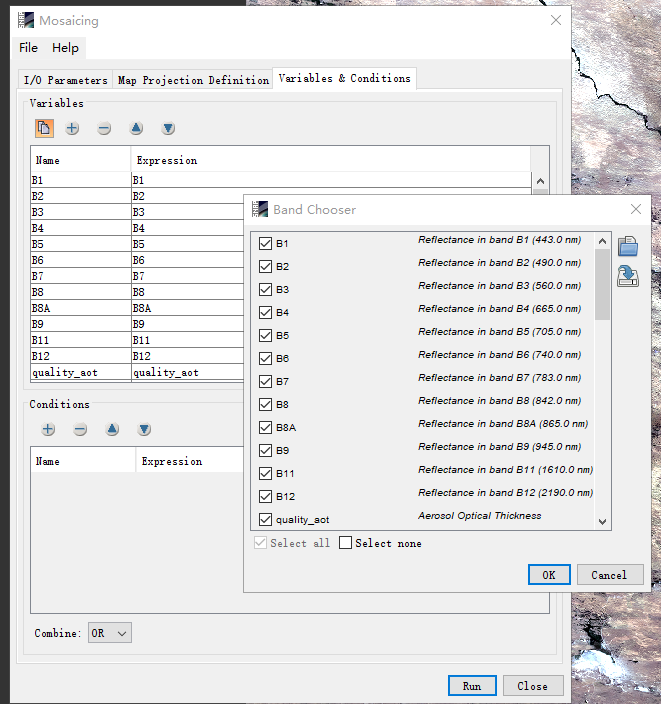 Mosaicing
File Help
I/O Parameters Map Projection Definition Variables & Conditions
Variables
Name Expression
B1 B1
B2 B2
B3 B3
B4 B4
B5 B5
B6 B6
B7 B7
B8 B8
B8A B8A
B9 B9
B11 B11
B12 B12
quality_aot quality_aot
Conditions
Name Expression
Combine: OR
Run Close
Band Chooser
B1 Reflectance in band B1 (443.0 nm)
B2 Reflectance in band B2 (490.0 nm)
B3 Reflectance in band B3 (560.0 nm)
B4 Reflectance in band B4 (665.0 nm)
B5 Reflectance in band B5 (705.0 nm)
B6 Reflectance in band B6 (740.0 nm)
B7 Reflectance in band B7 (783.0 nm)
B8 Reflectance in band B8 (842.0 nm)
B8A Reflectance in band B8A (865.0 nm)
B9 Reflectance in band B9 (945.0 nm)
B11 Reflectance in band B11 (1610.0 nm)
B12 Reflectance in band B12 (2190.0 nm)
quality_aot Aerosol Optical Thickness
Select all Select none
OK Cancel